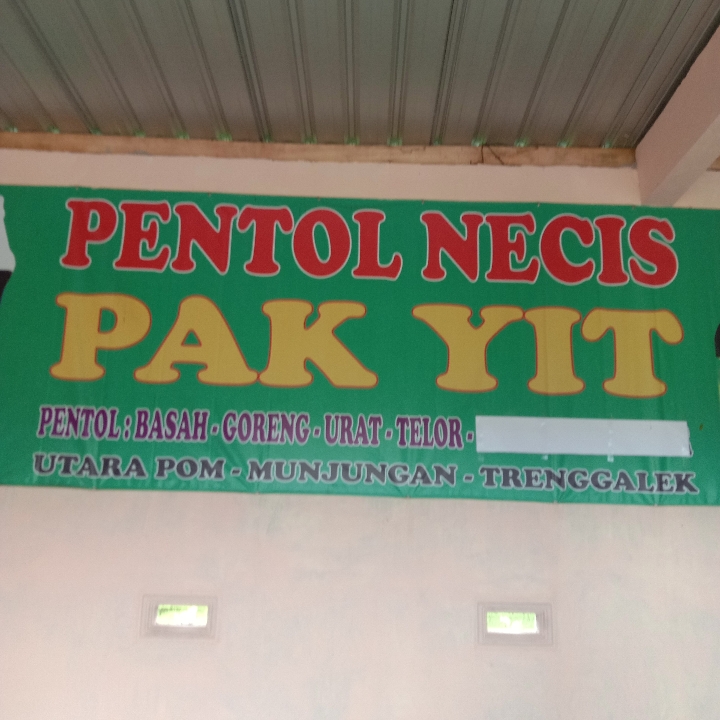 PENTOL NECIS
PAK YIT
PENTOL : BASAH - GORENG - URAT - TELOR -
UTARA POM - MUNJUNGAN - TRENGGALEK